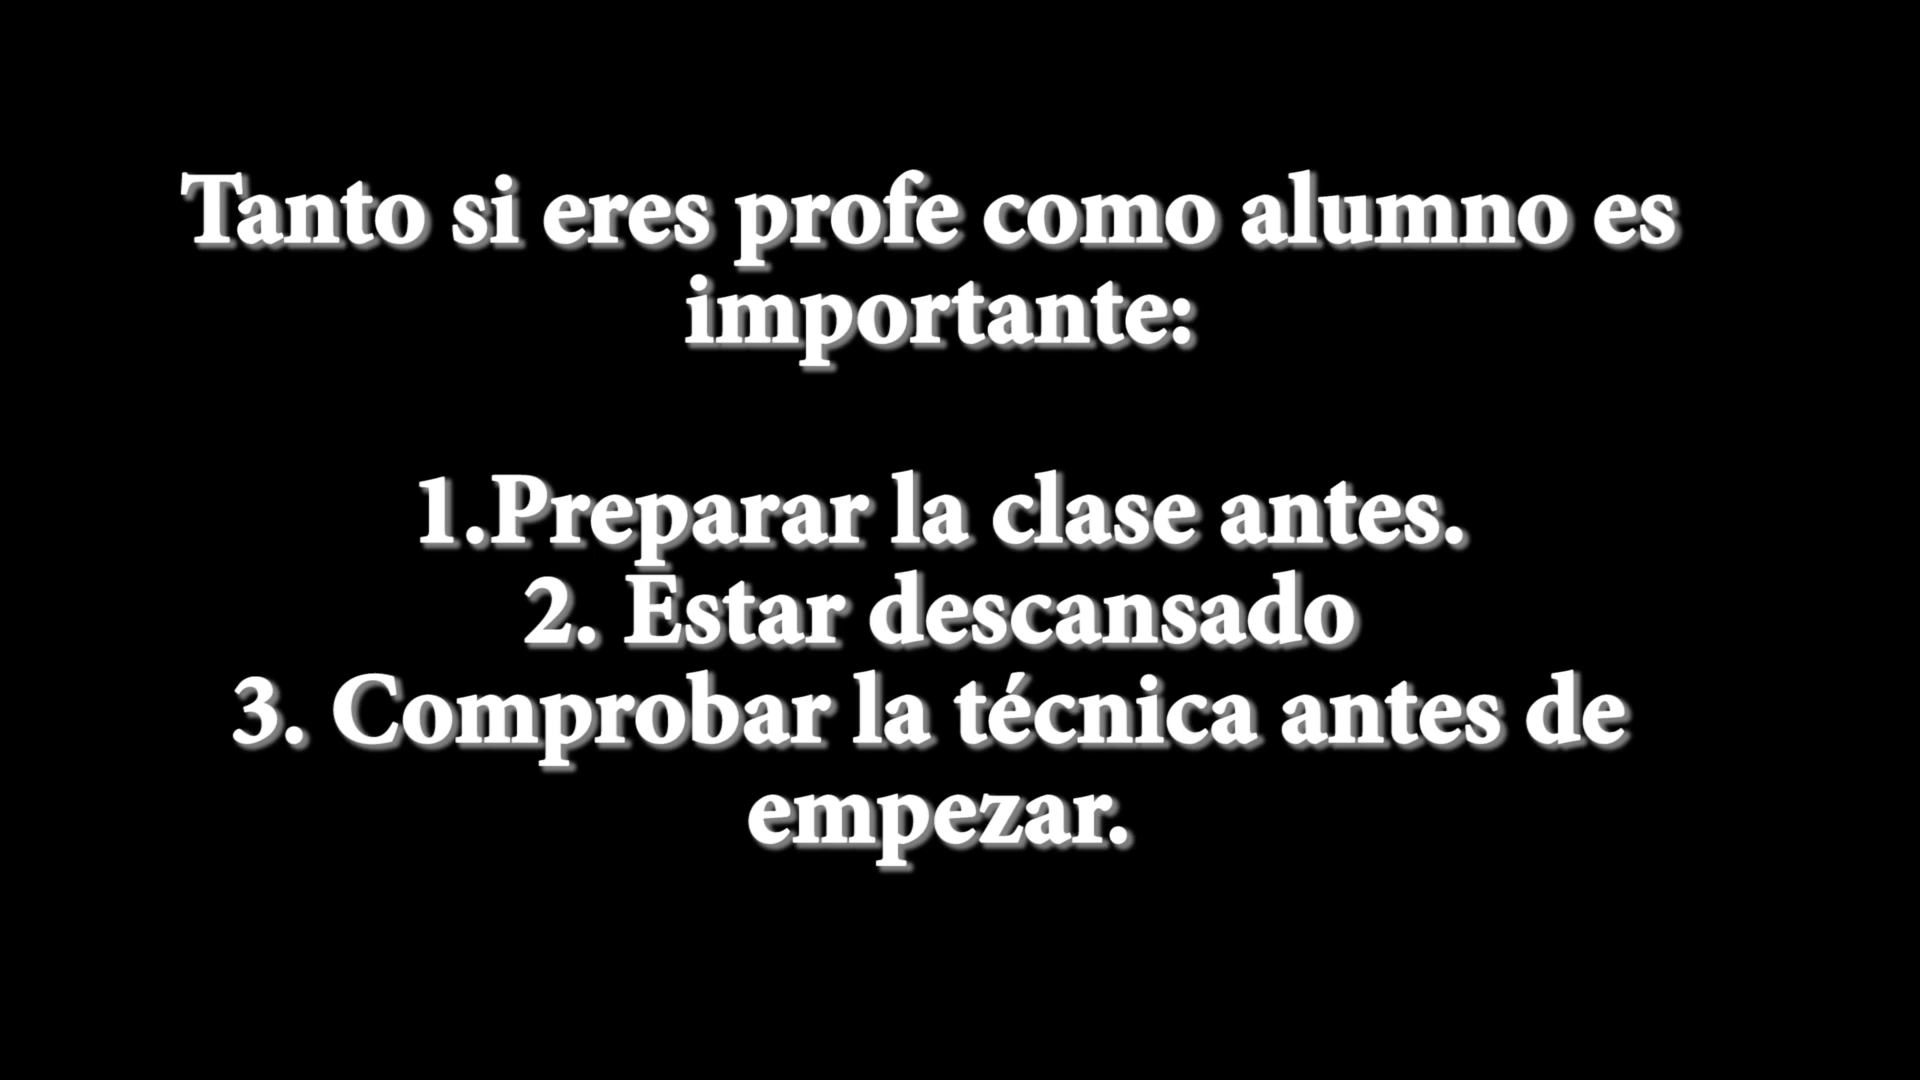 Tanto si eres profe como alumno es
importante:
1.Preparar la clase antes.
2. Estar descansado
3. Comprobar la técnica antes de
empezar.